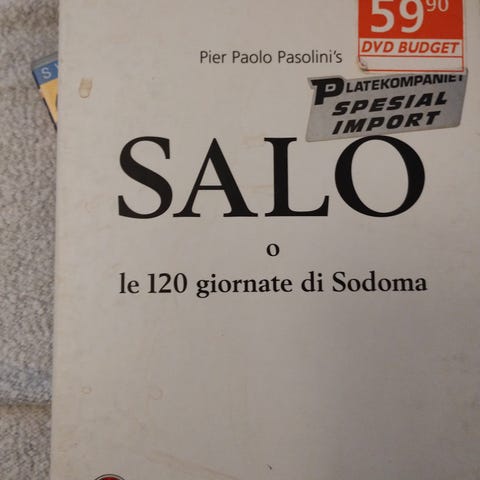 59⁹⁰
DVD BUDGET
Pier Paolo Pasolini's
PLATEKOMPANIET
SPESIAL
IMPORT
SALO
o
le 120 giornate di Sodoma